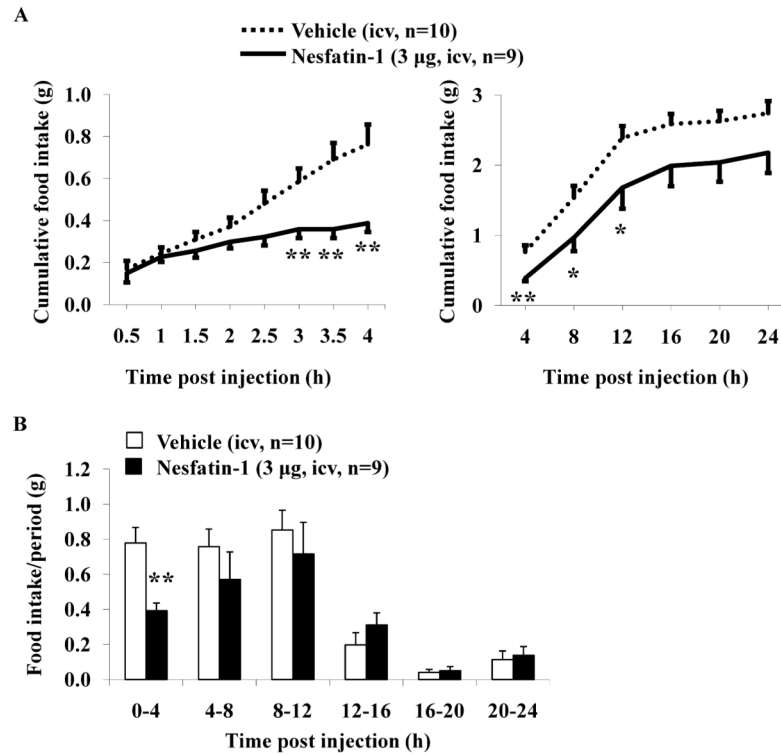 A
Vehicle (icv, n=10)
Nesfatin-1 (3 µg, icv, n=9)
Cumulative food intake (g)
1.0
0.8
0.6
0.4
0.2
0.0
** ** **
0.5 1 1.5 2 2.5 3 3.5 4
Time post injection (h)
Cumulative food intake (g)
3
2
1
0
** * *
4 8 12 16 20 24
Time post injection (h)
B
Vehicle (icv, n=10)
Nesfatin-1 (3 µg, icv, n=9)
Food intake/period (g)
1.2
1.0
0.8
0.6
0.4
0.2
0.0
**
0-4 4-8 8-12 12-16 16-20 20-24
Time post injection (h)